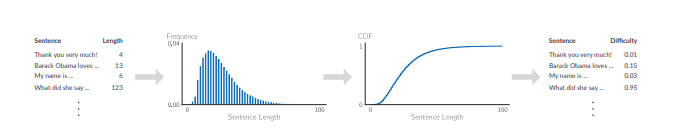 Sentence Length
Thank you very much! 4
Barack Obama loves ... 13
My name is ... 6
What did she say ... 123
Frequency
0.04
0.00
0 100
Sentence Length
CDF
1
0
0 100
Sentence Length
Sentence Difficulty
Thank you very much! 0.01
Barack Obama loves ... 0.15
My name is ... 0.03
What did she say ... 0.95